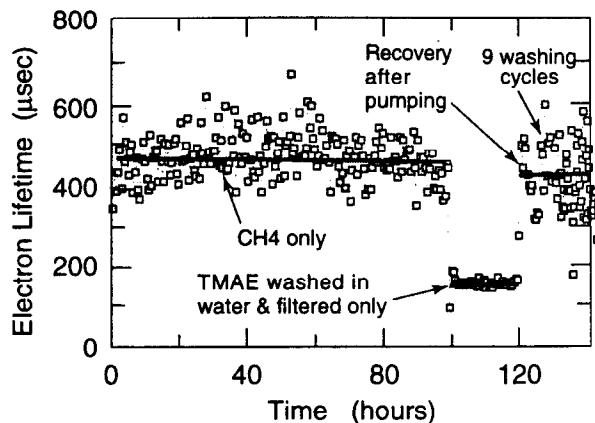 800
600
400
200
0
Electron Lifetime (μsec)
Recovery
after
pumping
9 washing
cycles
CH4 only
TMAE washed in
water & filtered only
0
40
80
120
Time (hours)